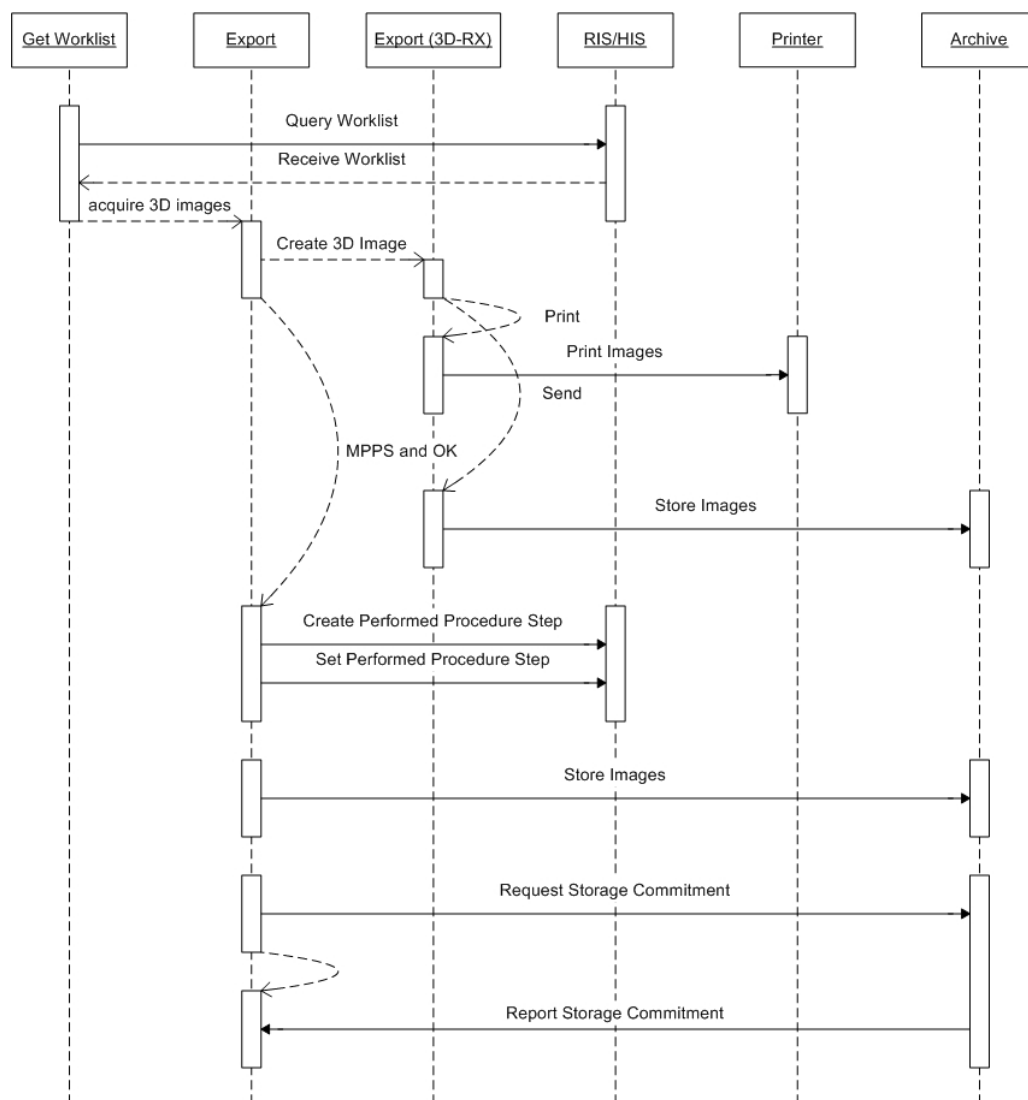 Get Worklist
Export
Export (3D-RX)
RIS/HIS
Printer
Archive
Query Worklist
Receive Worklist
acquire 3D images
Create 3D Image
Print
Print Images
Send
MPPS and OK
Store Images
Create Performed Procedure Step
Set Performed Procedure Step
Store Images
Request Storage Commitment
Report Storage Commitment